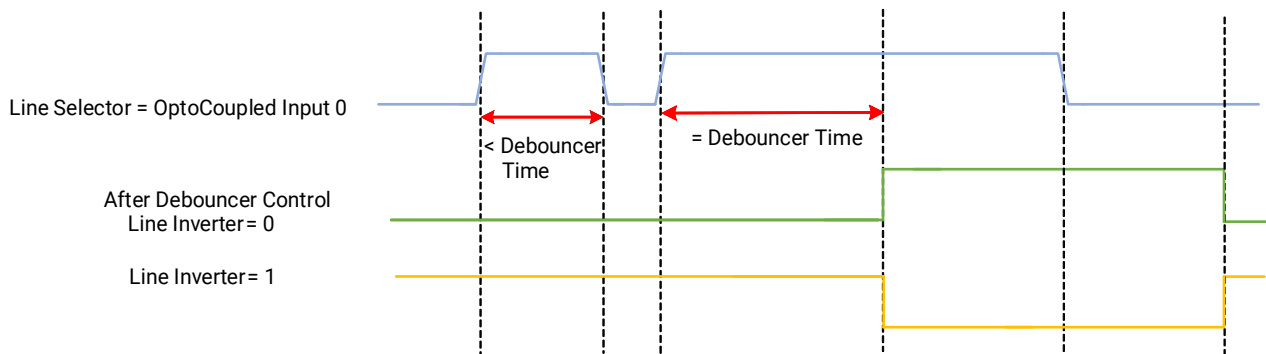 Line Selector = OptoCoupled Input 0
< Debouncer
Time
= Debouncer Time
After Debouncer Control
Line Inverter= 0
Line Inverter= 1